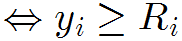 ⇔ y_i ≥ R_i